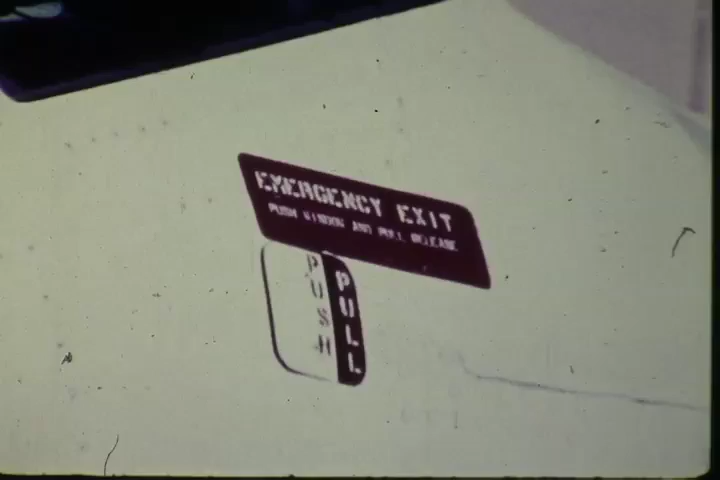 EMERGENCY EXIT
PUSH WINDOW AND PULL RELEASE
PUSH
PULL